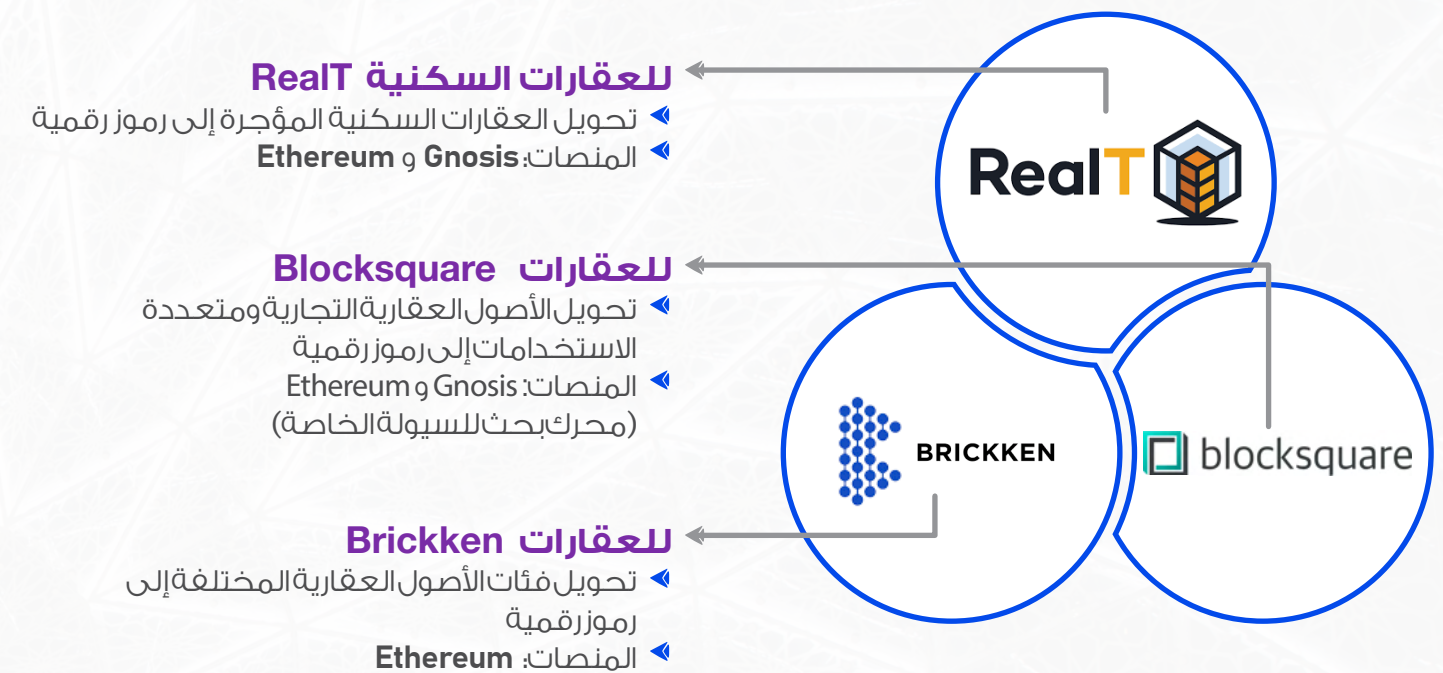 RealT للعقارات السكنية
تحويل العقارات السكنية المؤجرة إلى رموز رقمية
المنصات: Gnosis و Ethereum
Blocksquare للعقارات
تحويل الأصول العقارية التجارية ومتعددة
الاستخدامات إلى رموز رقمية
المنصات: Gnosis و Ethereum
(محرك بحث للسيولة الخاصة)
Brickken للعقارات
تحويل فئات الأصول العقارية المختلفة إلى
رموز رقمية
المنصات: Ethereum
RealT
BRICKKEN
blocksquare